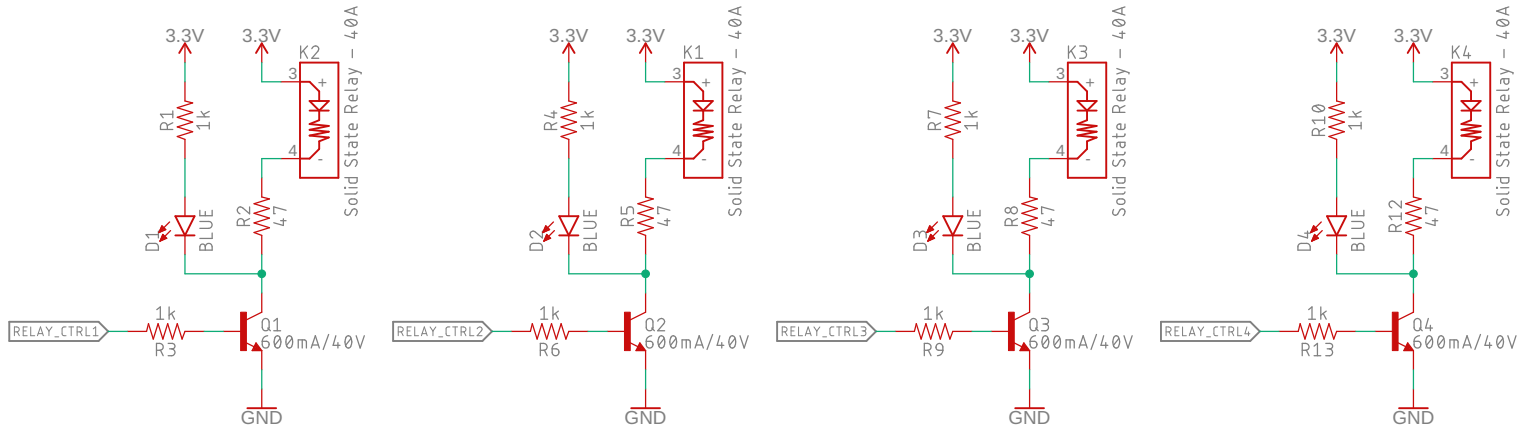 3.3V
3.3V
K2
3
+
R1
1k
4
-
Solid State Relay - 40A
D1
BLUE
R2
47
RELAY_CTRL1
1k
R3
Q1
600mA/40V
GND
3.3V
3.3V
K1
3
+
R4
1k
4
-
Solid State Relay - 40A
D2
BLUE
R5
47
RELAY_CTRL2
1k
R6
Q2
600mA/40V
GND
3.3V
3.3V
K3
3
+
R7
1k
4
-
Solid State Relay - 40A
D3
BLUE
R8
47
RELAY_CTRL3
1k
R9
Q3
600mA/40V
GND
3.3V
3.3V
K4
3
+
R10
1k
4
-
Solid State Relay - 40A
D4
BLUE
R12
47
RELAY_CTRL4
1k
R13
Q4
600mA/40V
GND